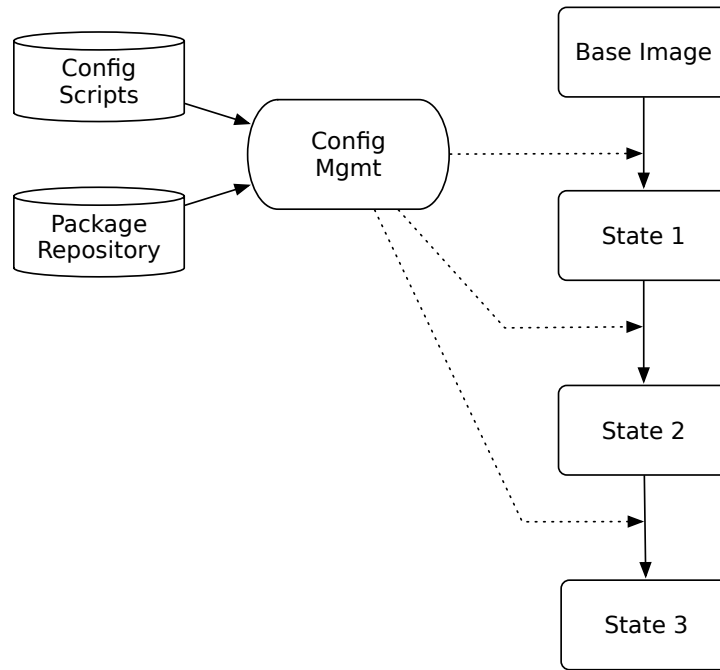 Config
Scripts
Package
Repository
Config
Mgmt
Base Image
State 1
State 2
State 3